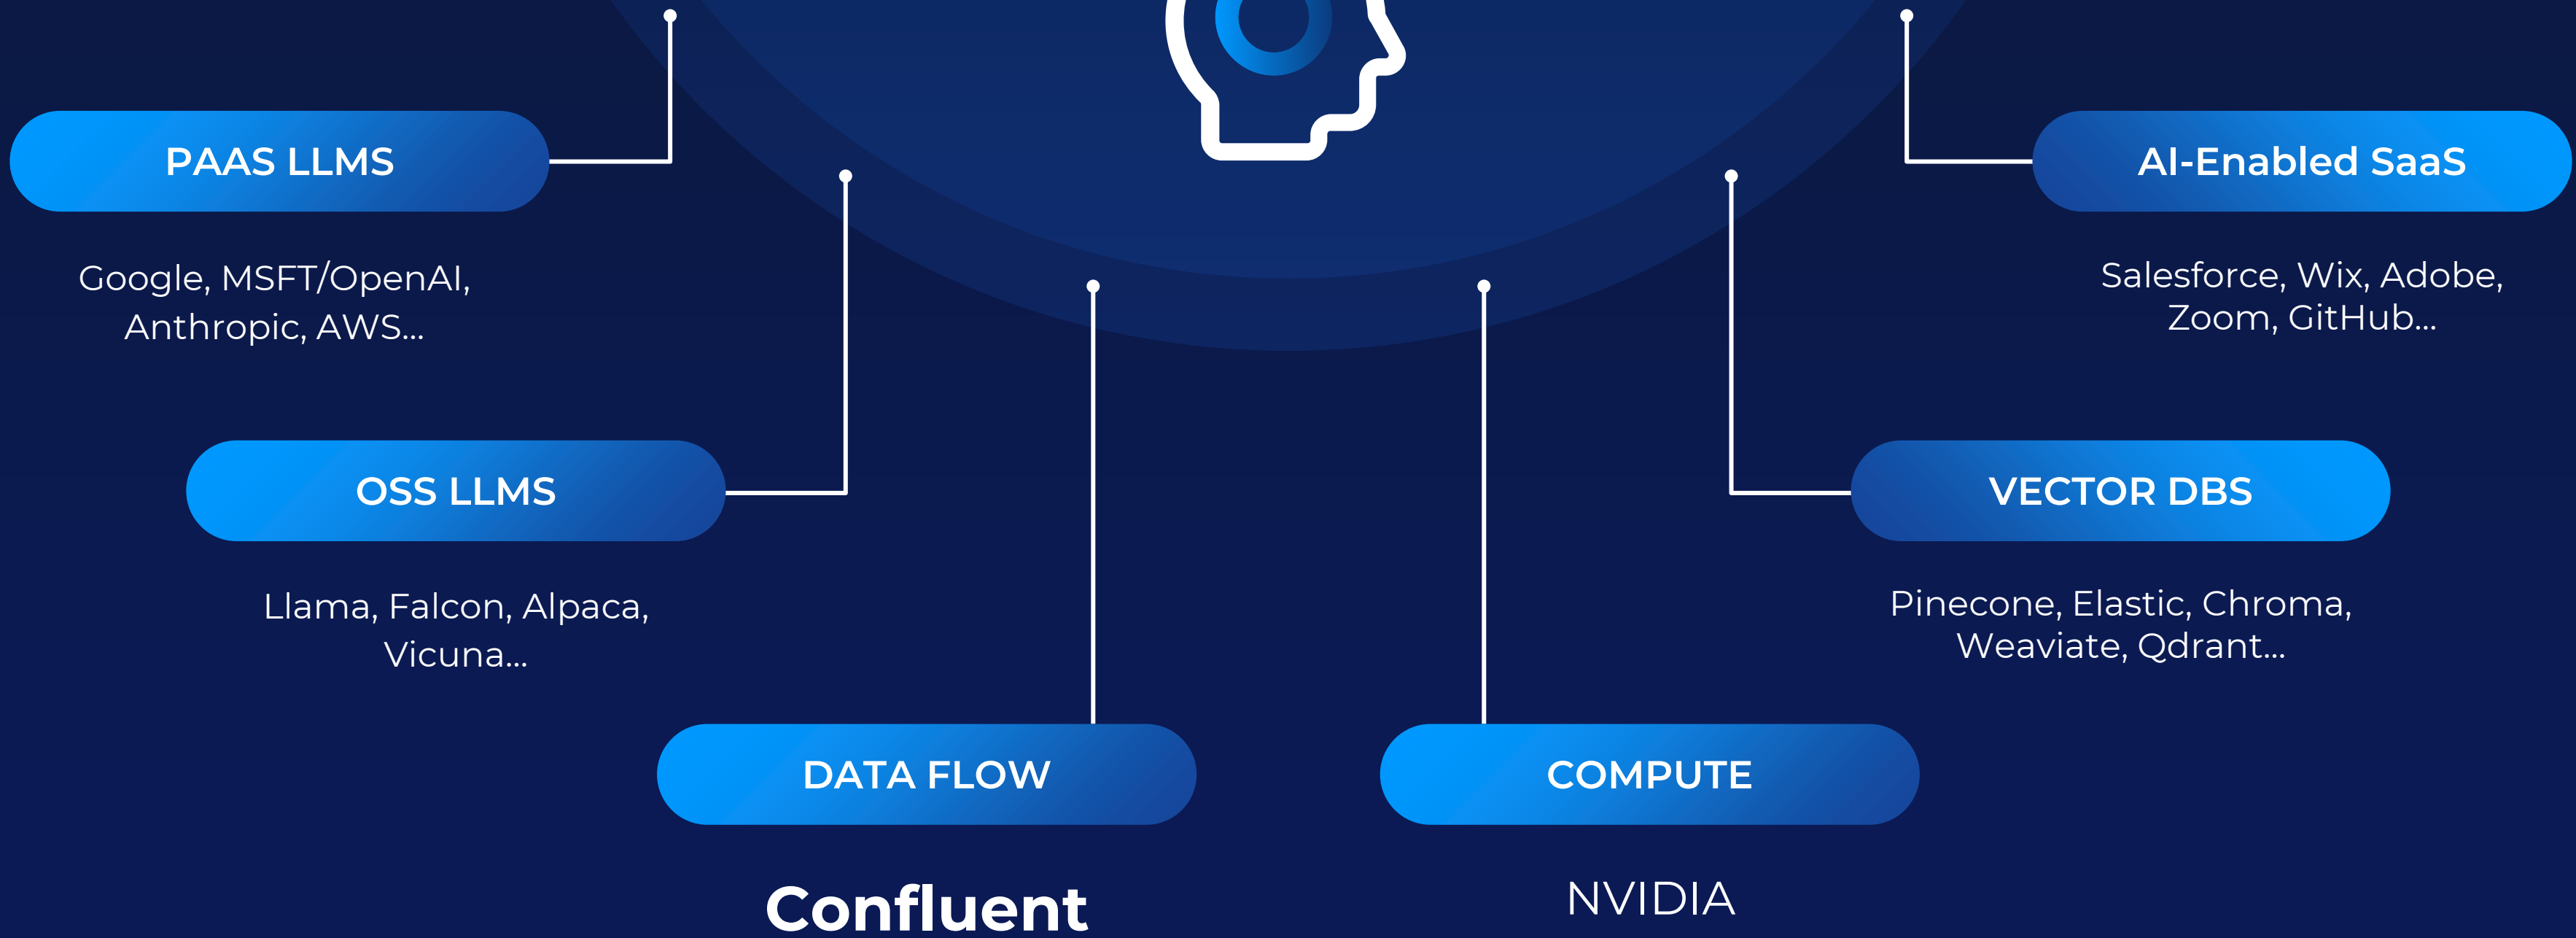 PAAS LLMS
Google, MSFT/OpenAI,
Anthropic, AWS...
AI-Enabled SaaS
Salesforce, Wix, Adobe,
Zoom, GitHub...
OSS LLMS
Llama, Falcon, Alpaca,
Vicuna...
VECTOR DBS
Pinecone, Elastic, Chroma,
Weaviate, Qdrant...
DATA FLOW
Confluent
COMPUTE
NVIDIA